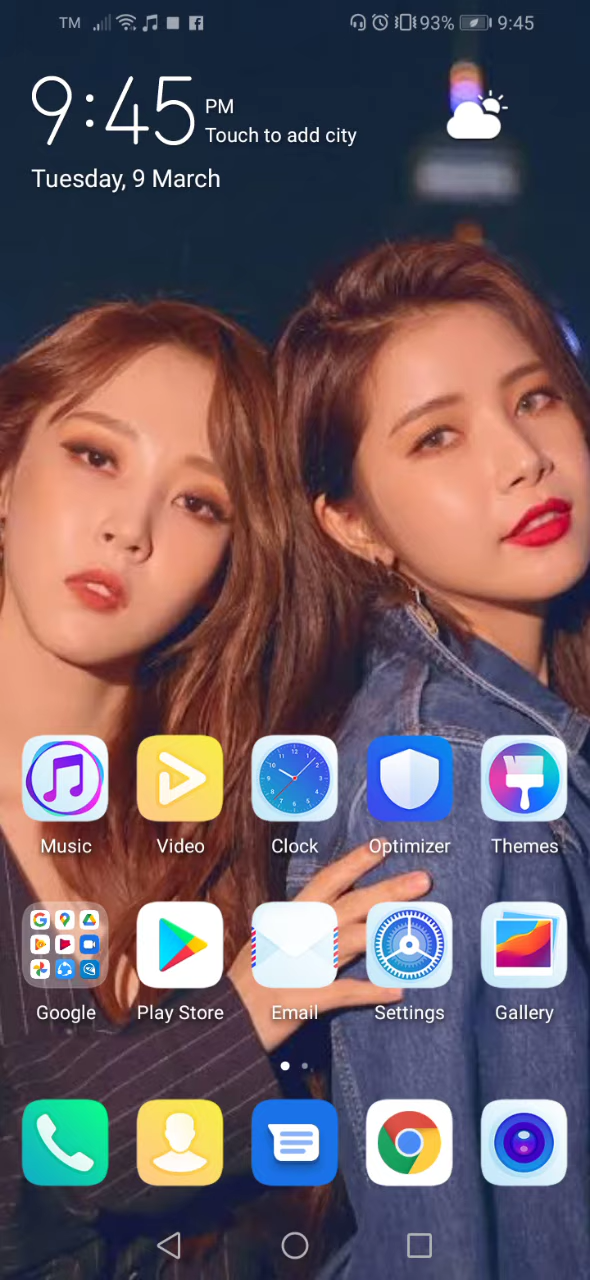 TM 93% 9:45
9:45 PM
Touch to add city
Tuesday, 9 March
Music Video Clock Optimizer Themes
Google Play Store Email Settings Gallery